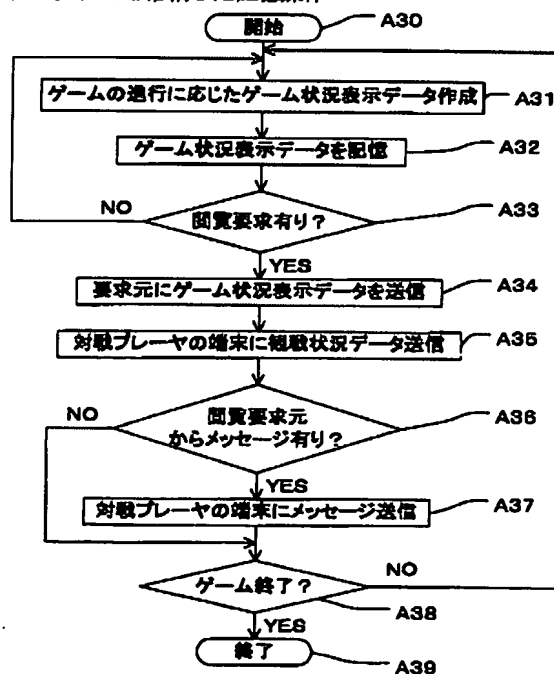 開始
A30
ゲームの進行に応じたゲーム状況表示データ作成
A31
ゲーム状況表示データを記憶
A32
NO
閲覧要求有り？
A33
YES
要求元にゲーム状況表示データを送信
A34
対戦プレーヤの端末に観戦状況データ送信
A35
NO
閲覧要求元
からメッセージ有り？
A36
YES
対戦プレーヤの端末にメッセージ送信
A37
ゲーム終了？
NO
A38
YES
終了
A39